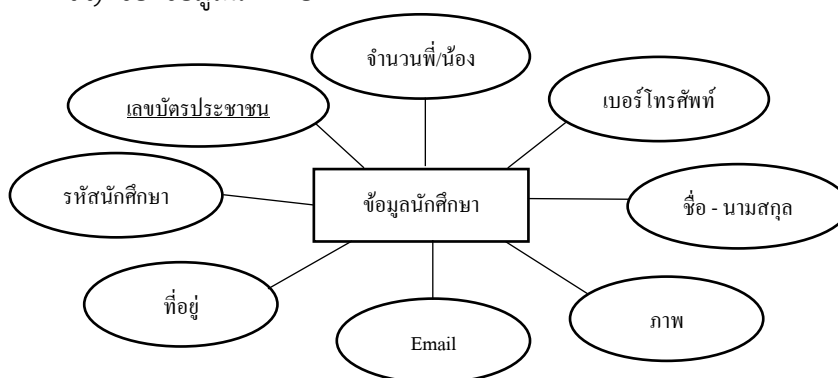 จำนวนพี่/น้อง
เลขบัตรประชาชน
เบอร์โทรศัพท์
รหัสนักศึกษา
ข้อมูลนักศึกษา
ชื่อ - นามสกุล
ที่อยู่
ภาพ
Email